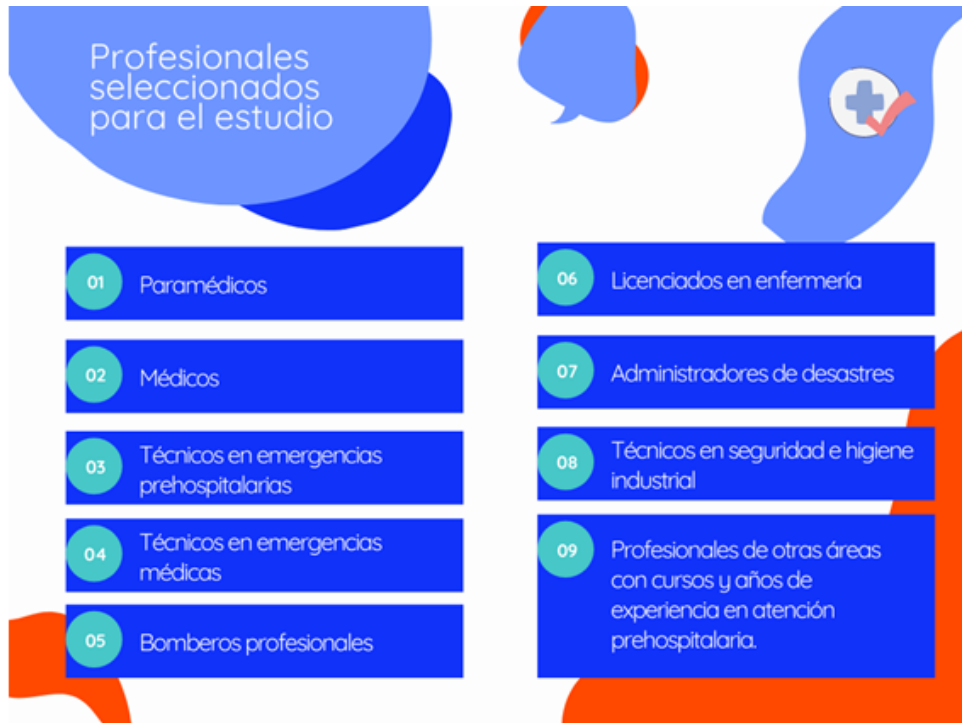 Profesionales
seleccionados
para el estudio
01
Paramédicos
02
Médicos
03
Técnicos en emergencias
prehospitalarias
04
Técnicos en emergencias
médicas
05
Bomberos profesionales
06
Licenciados en enfermería
07
Administradores de desastres
08
Técnicos en seguridad e higiene
industrial
09
Profesionales de otras áreas
con cursos y años de
experiencia en atención
prehospitalaria.